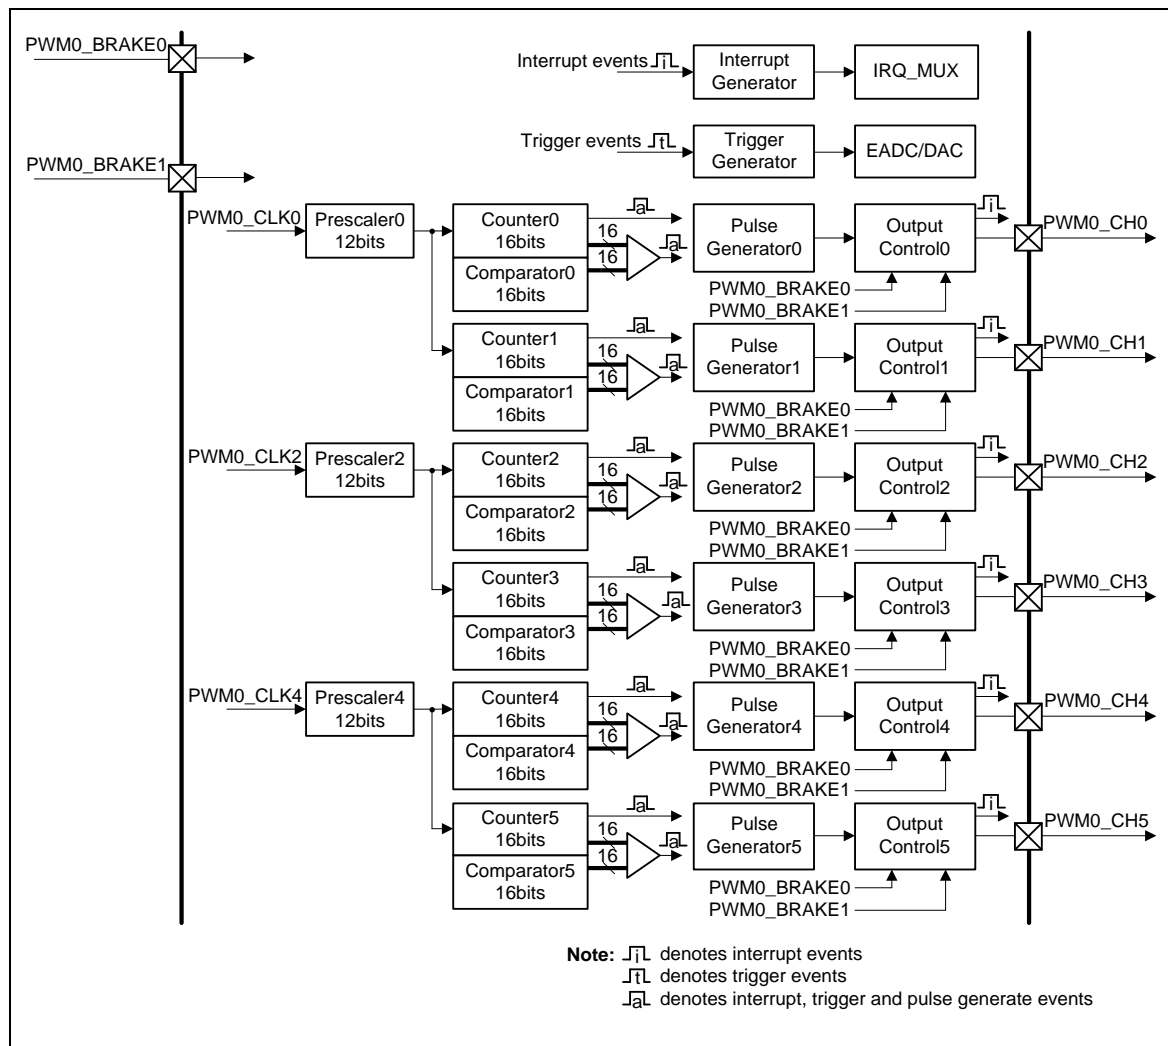 PWM0_BRAKE0
Interrupt events
i
Interrupt
Generator
IRQ_MUX
PWM0_BRAKE1
Trigger events
t
Trigger
Generator
EADC/DAC
PWM0_CLK0
Prescaler0
12bits
Counter0
16bits
Comparator0
16bits
16
16
a
a
Pulse
Generator0
Output
Control0
i
PWM0_CH0
PWM0_BRAKE0
PWM0_BRAKE1
Counter1
16bits
Comparator1
16bits
16
16
a
a
Pulse
Generator1
Output
Control1
i
PWM0_CH1
PWM0_BRAKE0
PWM0_BRAKE1
PWM0_CLK2
Prescaler2
12bits
Counter2
16bits
Comparator2
16bits
16
16
a
a
Pulse
Generator2
Output
Control2
i
PWM0_CH2
PWM0_BRAKE0
PWM0_BRAKE1
Counter3
16bits
Comparator3
16bits
16
16
a
a
Pulse
Generator3
Output
Control3
i
PWM0_CH3
PWM0_BRAKE0
PWM0_BRAKE1
PWM0_CLK4
Prescaler4
12bits
Counter4
16bits
Comparator4
16bits
16
16
a
a
Pulse
Generator4
Output
Control4
i
PWM0_CH4
PWM0_BRAKE0
PWM0_BRAKE1
Counter5
16bits
Comparator5
16bits
16
16
a
a
Pulse
Generator5
Output
Control5
i
PWM0_CH5
PWM0_BRAKE0
PWM0_BRAKE1
Note: i denotes interrupt events
t denotes trigger events
a denotes interrupt, trigger and pulse generate events